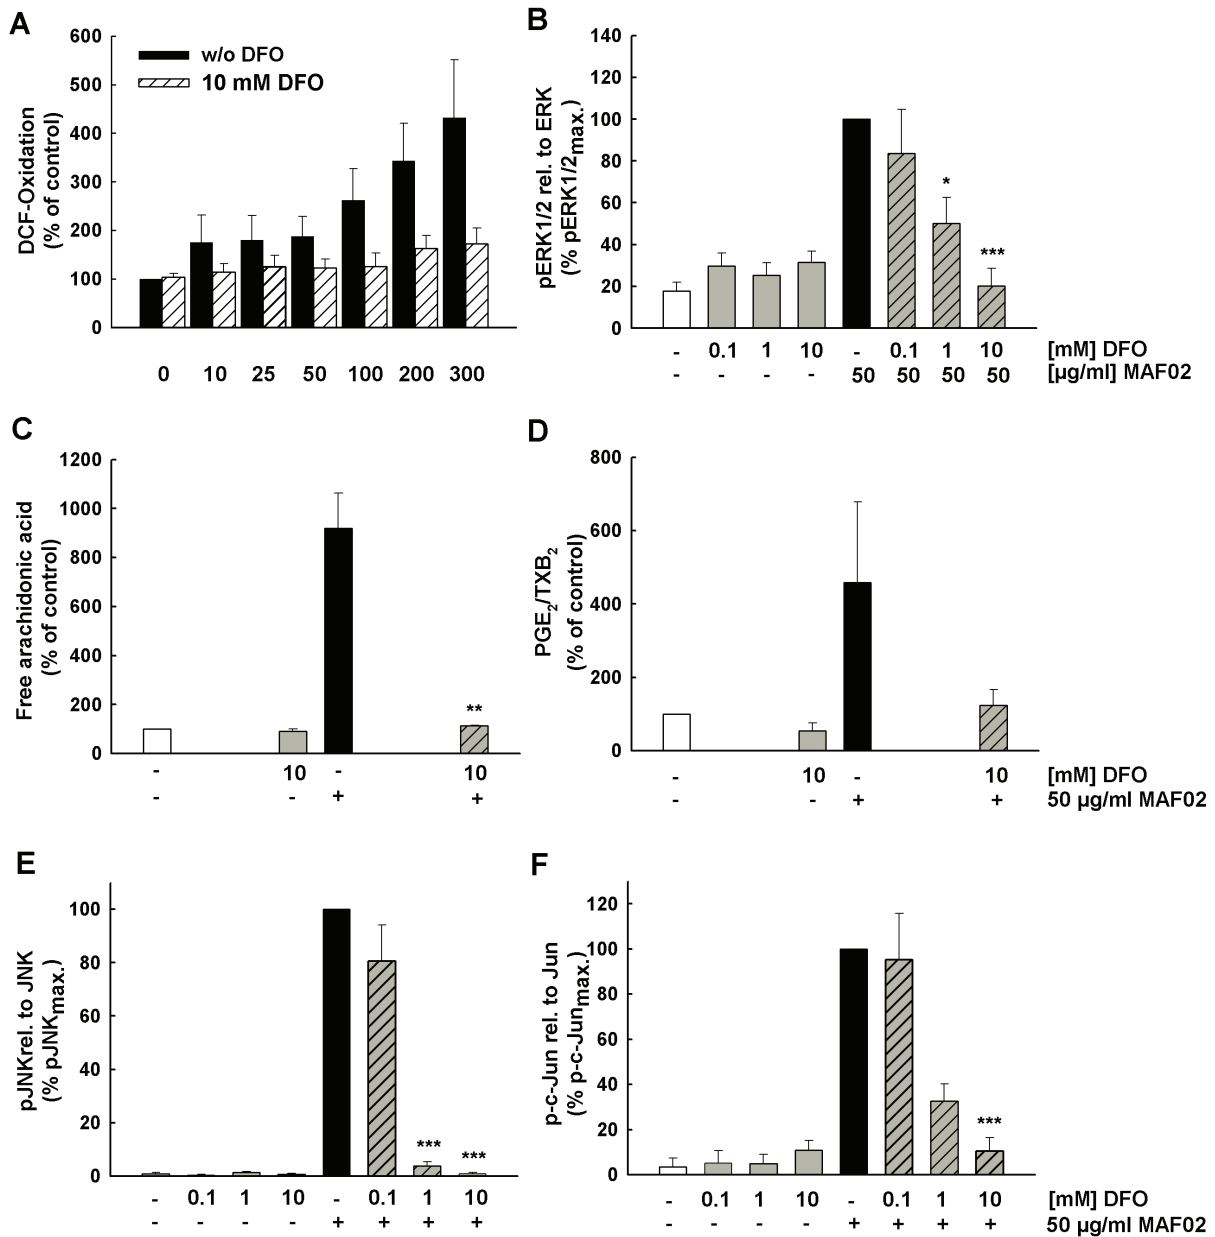 A
600
500
400
300
200
100
0
DCF-Oxidation
(% of control)
w/o DFO
10 mM DFO
0 10 25 50 100 200 300
B
140
120
100
80
60
40
20
0
pERK1/2 rel. to ERK
(% pERK1/2max.)
*
***
- 0.1 1 10 - 0.1 1 10 [mM] DFO
- - - - 50 50 50 50 [µg/ml] MAF02
C
1200
1000
800
600
400
200
0
Free arachidonic acid
(% of control)
**
- 10 - 10
- - + +
D
800
600
400
200
0
PGE2/TXB2
(% of control)
- 10 - 10 [mM] DFO
- - + + 50 µg/ml MAF02
E
100
80
60
40
20
0
pJNKrel. to JNK
(% pJNKmax.)
***
***
- 0.1 1 10 - 0.1 1 10
- - - - + + + +
F
120
100
80
60
40
20
0
p-c-Jun rel. to Jun
(% p-c-Junmax.)
***
- 0.1 1 10 - 0.1 1 10 [mM] DFO
- - - - + + + + 50 µg/ml MAF02